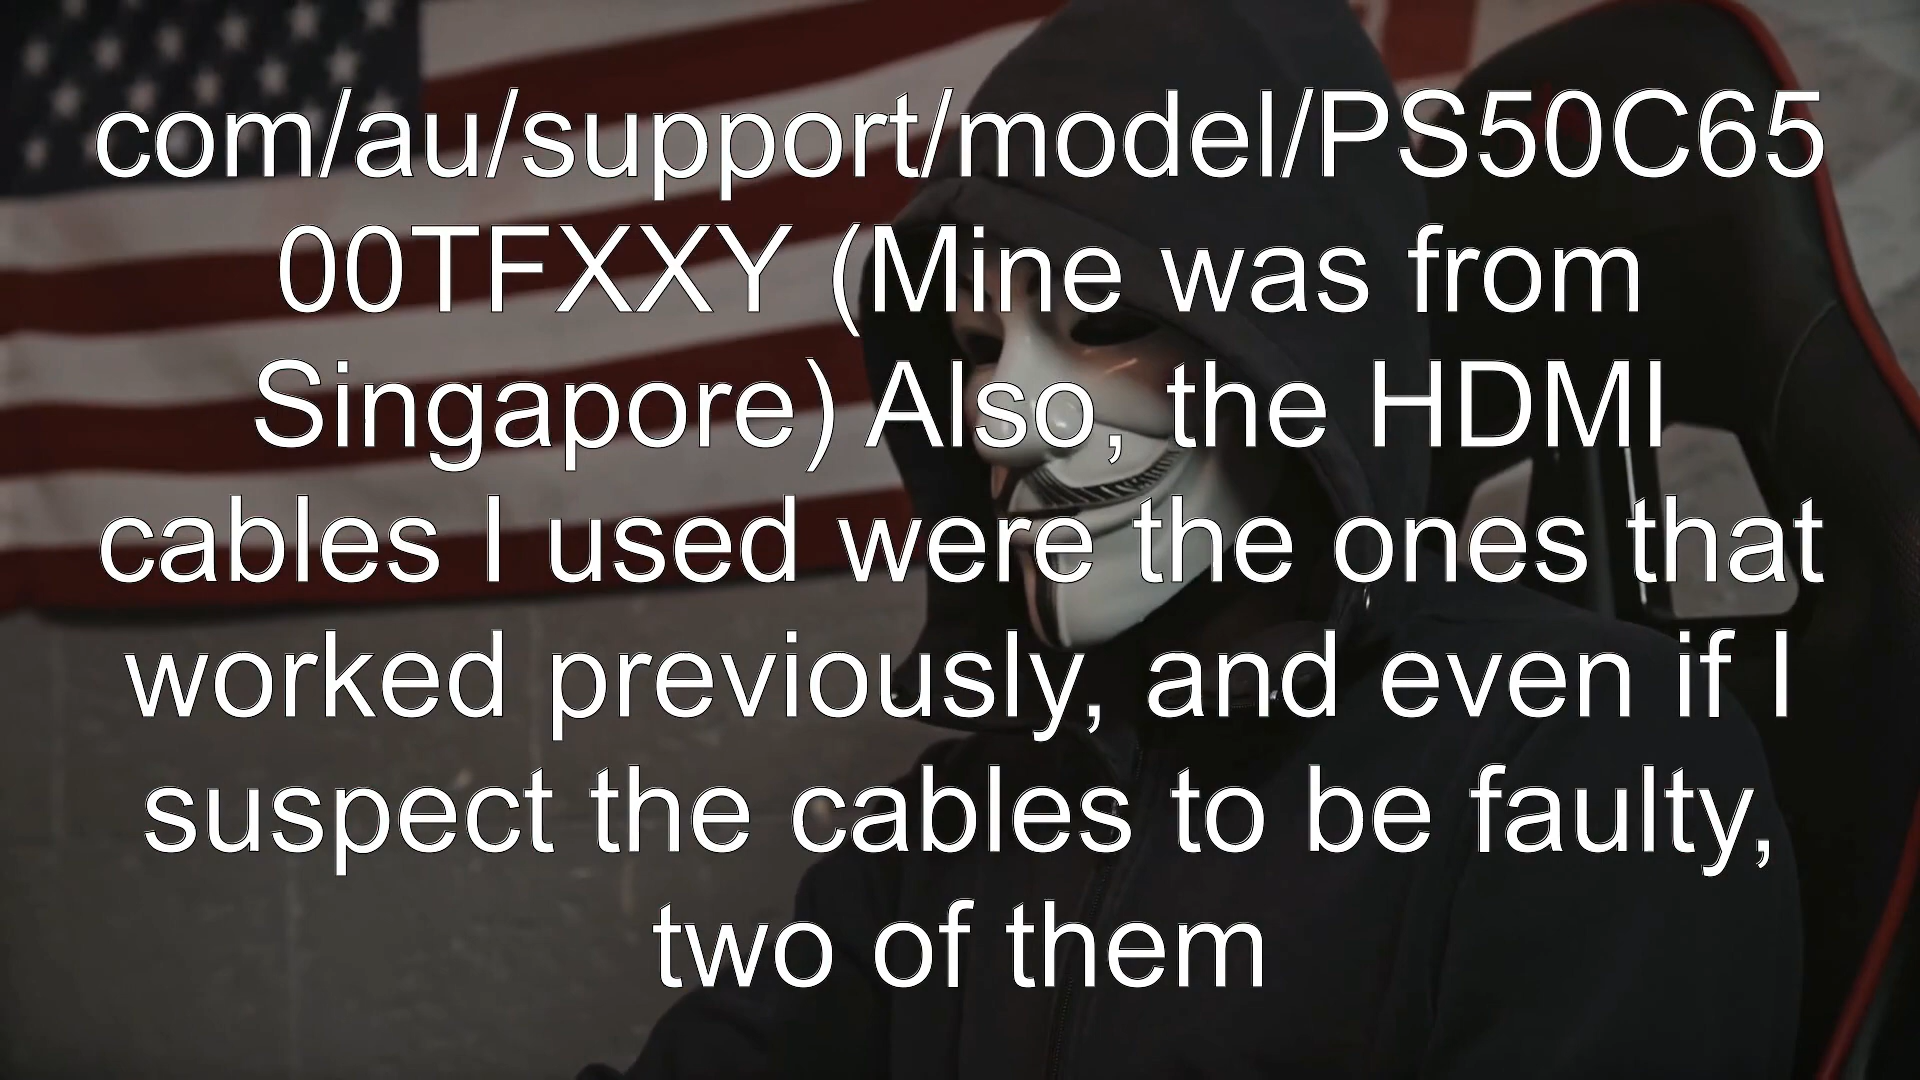 com/au/support/model/PS50C65
00TFXXY (Mine was from
Singapore) Also, the HDMI
cables I used were the ones that
worked previously, and even if I
suspect the cables to be faulty,
two of them